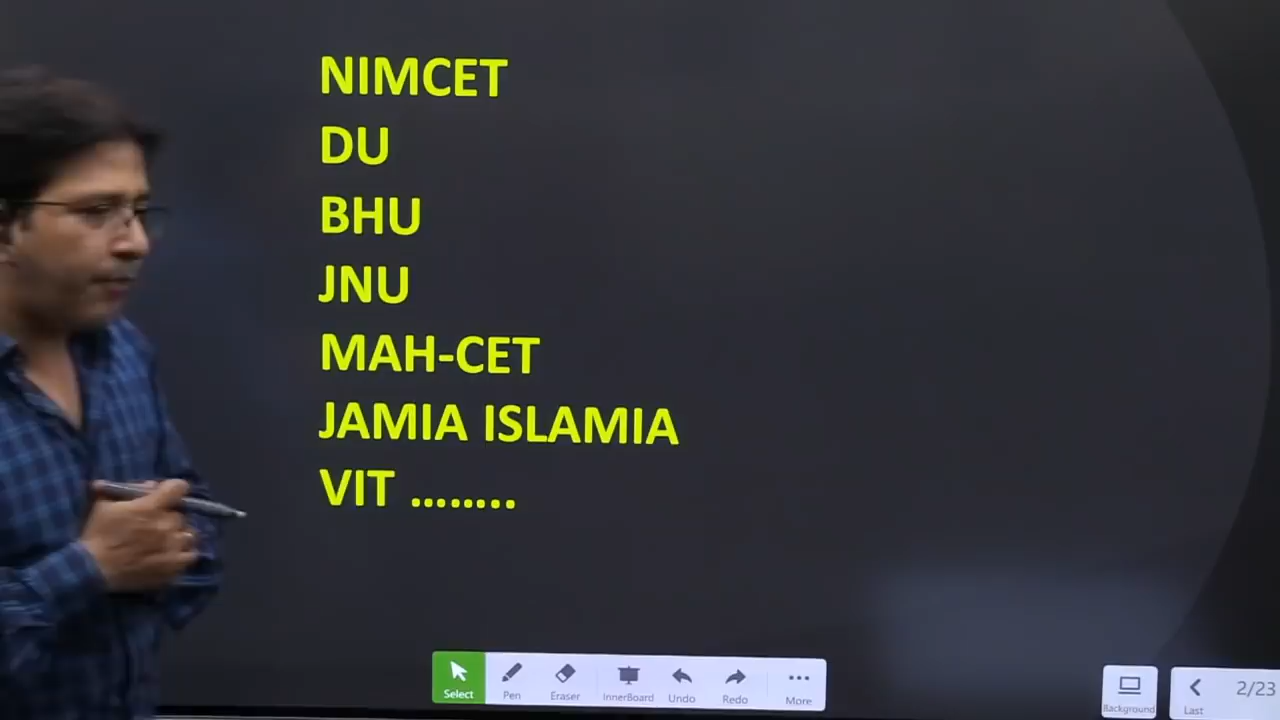 NIMCET
DU
BHU
JNU
MAH-CET
JAMIA ISLAMIA
VIT ........
Select Pen Eraser InnerBoard Undo Redo More
Background
Last
2/23